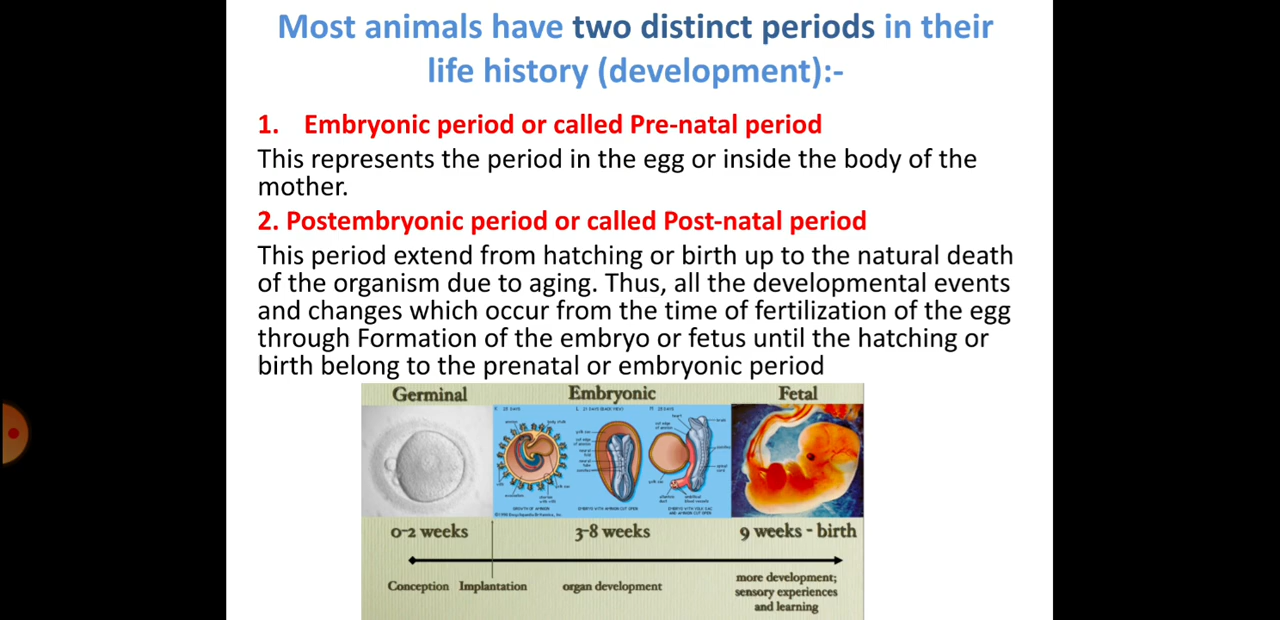 Most animals have two distinct periods in their
life history (development):-
1. Embryonic period or called Pre-natal period
This represents the period in the egg or inside the body of the
mother.
2. Postembryonic period or called Post-natal period
This period extend from hatching or birth up to the natural death
of the organism due to aging. Thus, all the developmental events
and changes which occur from the time of fertilization of the egg
through Formation of the embryo or fetus until the hatching or
birth belong to the prenatal or embryonic period
Germinal Embryonic Fetal
0-2 weeks 3-8 weeks 9 weeks - birth
Conception Implantation organ development
more development;
sensory experiences
and learning